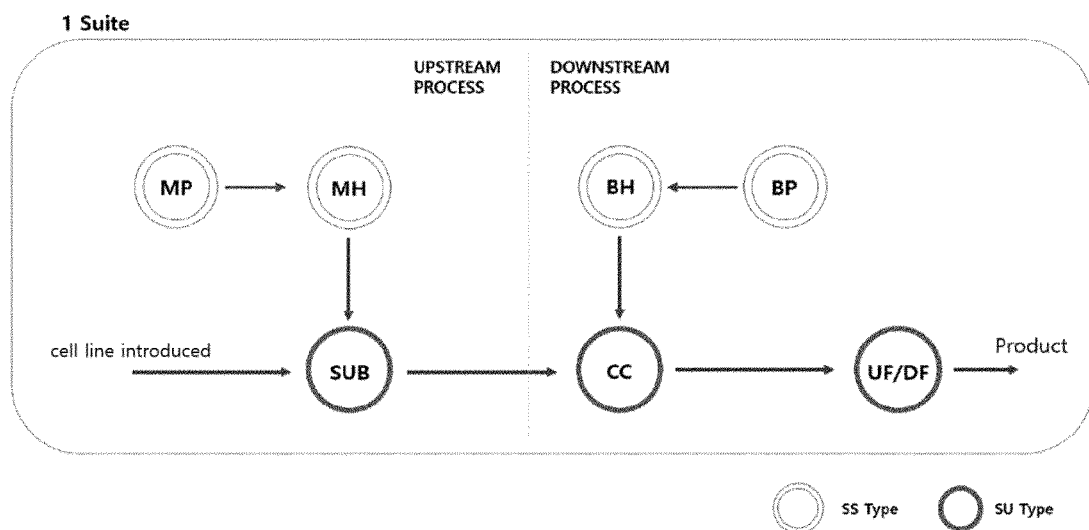 1 Suite
UPSTREAM
PROCESS
DOWNSTREAM
PROCESS
MP
MH
BH
BP
cell line introduced
SUB
CC
UF/DF
Product
SS Type
SU Type